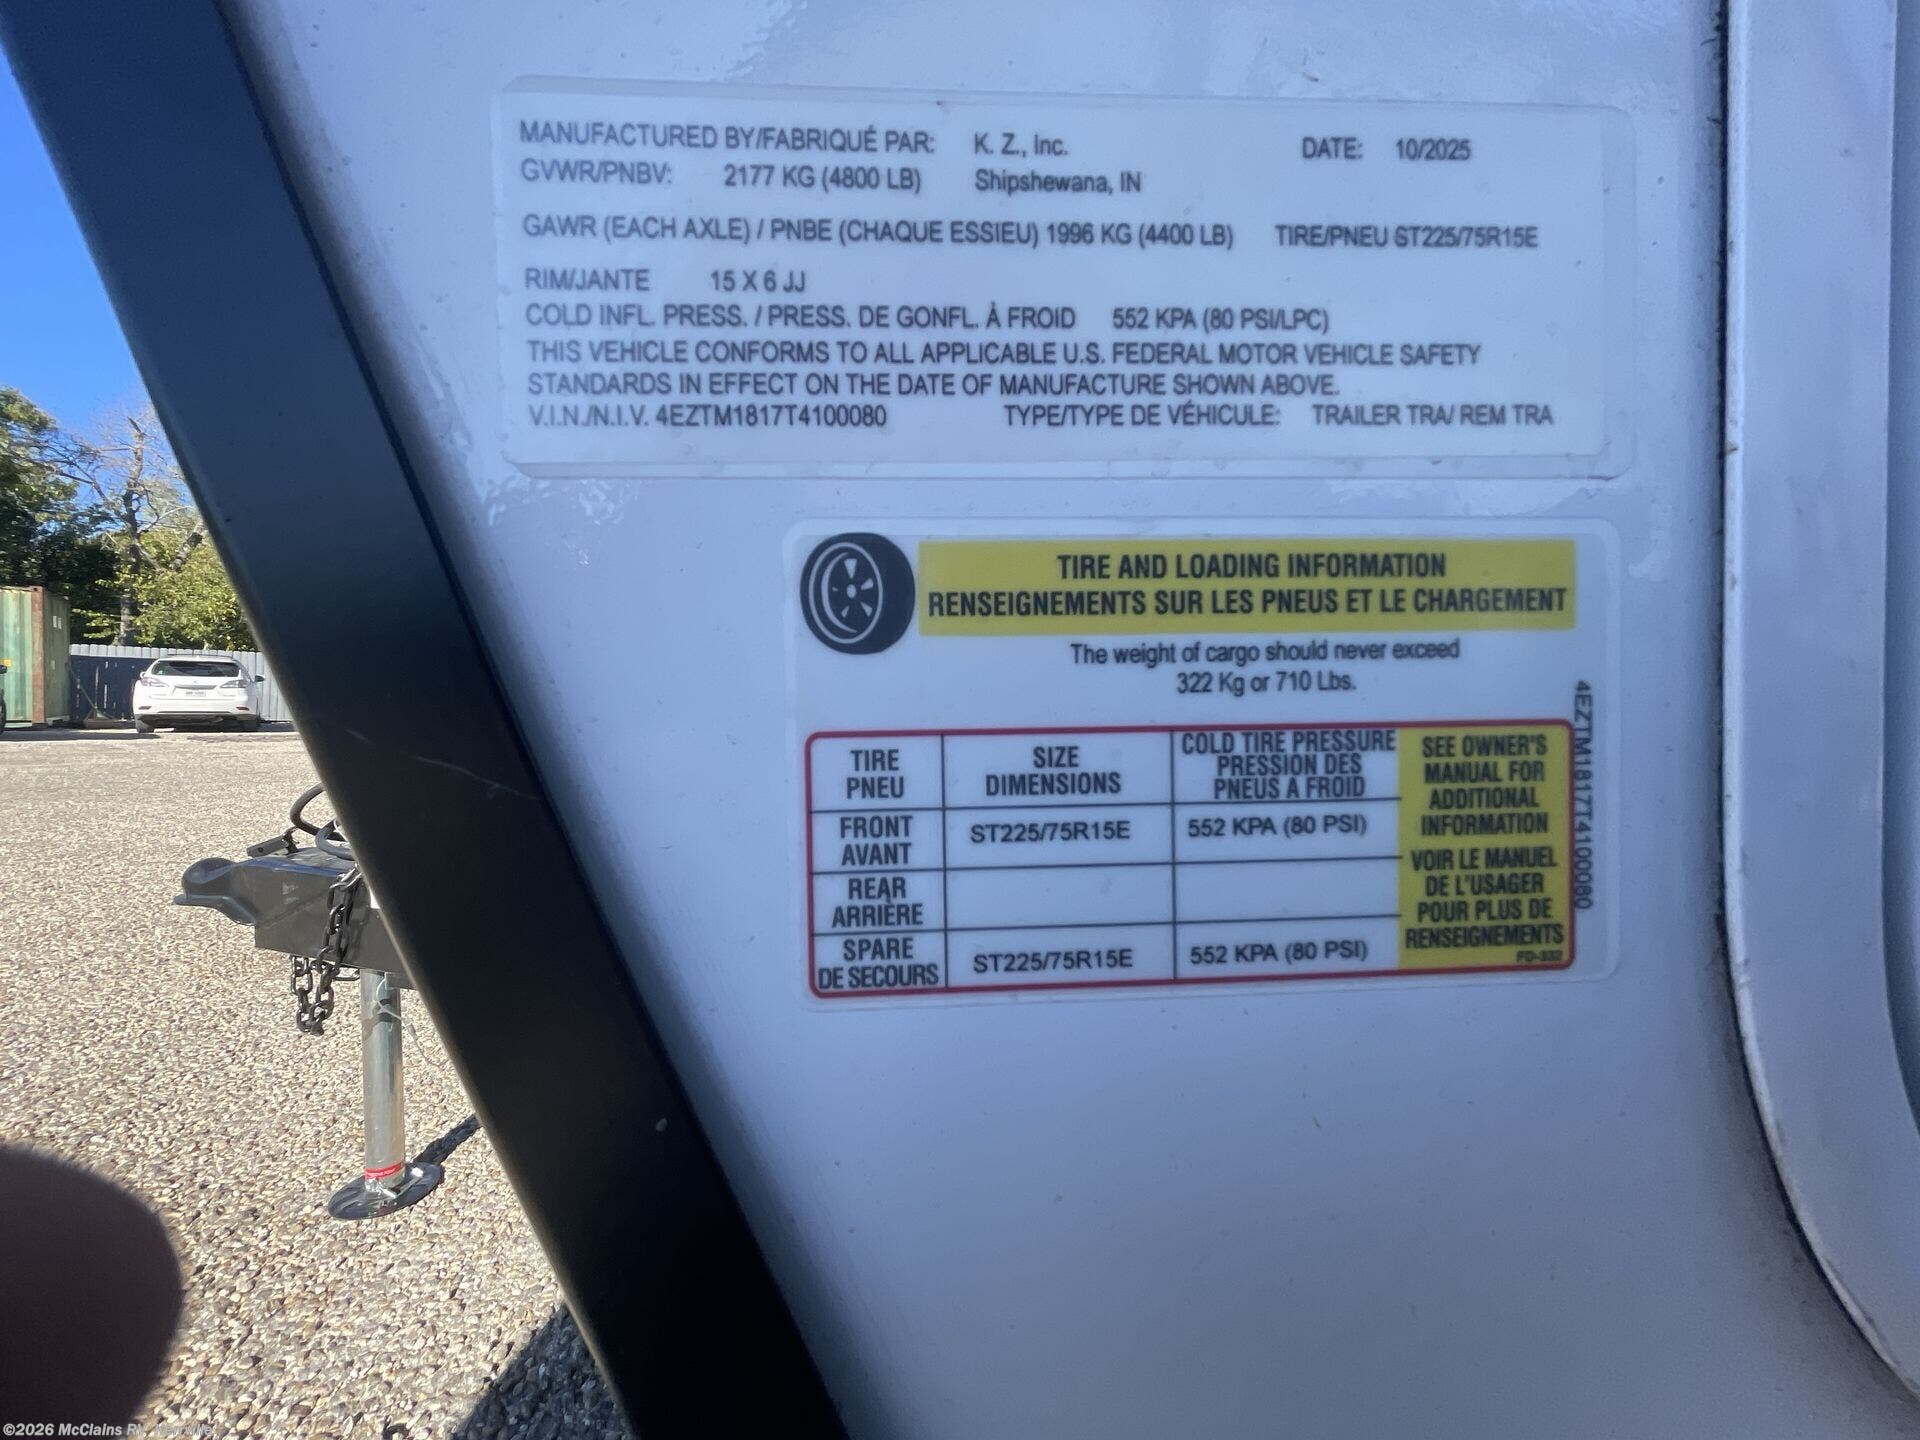 MANUFACTURED BY/FABRIQUÉ PAR: K. Z., Inc. DATE: 10/2025
GVWR/PNBV: 2177 KG (4800 LB) Shipshewana, IN
GAWR (EACH AXLE) / PNBE (CHAQUE ESSIEU) 1996 KG (4400 LB) TIRE/PNEU ST225/75R15E
RIM/JANTE 15 X 6 JJ
COLD INFL. PRESS. / PRESS. DE GONFL. À FROID 552 KPA (80 PSI/LPC)
THIS VEHICLE CONFORMS TO ALL APPLICABLE U.S. FEDERAL MOTOR VEHICLE SAFETY
STANDARDS IN EFFECT ON THE DATE OF MANUFACTURE SHOWN ABOVE.
V.I.N./N.I.V. 4EZTM1817T4100080 TYPE/TYPE DE VÉHICULE: TRAILER TRA/ REM TRA
TIRE AND LOADING INFORMATION
RENSEIGNEMENTS SUR LES PNEUS ET LE CHARGEMENT
The weight of cargo should never exceed
322 Kg or 710 Lbs.
TIRE
PNEU
SIZE
DIMENSIONS
COLD TIRE PRESSURE
PRESSION DES
PNEUS A FROID
FRONT
AVANT
ST225/75R15E
552 KPA (80 PSI)
REAR
ARRIÈRE
SPARE
DE SECOURS
ST225/75R15E
552 KPA (80 PSI)
SEE OWNER'S
MANUAL FOR
ADDITIONAL
INFORMATION
VOIR LE MANUEL
DE L'USAGER
POUR PLUS DE
RENSEIGNEMENTS
FD-332
4EZTM1817T4100080
©2026 McClains RV